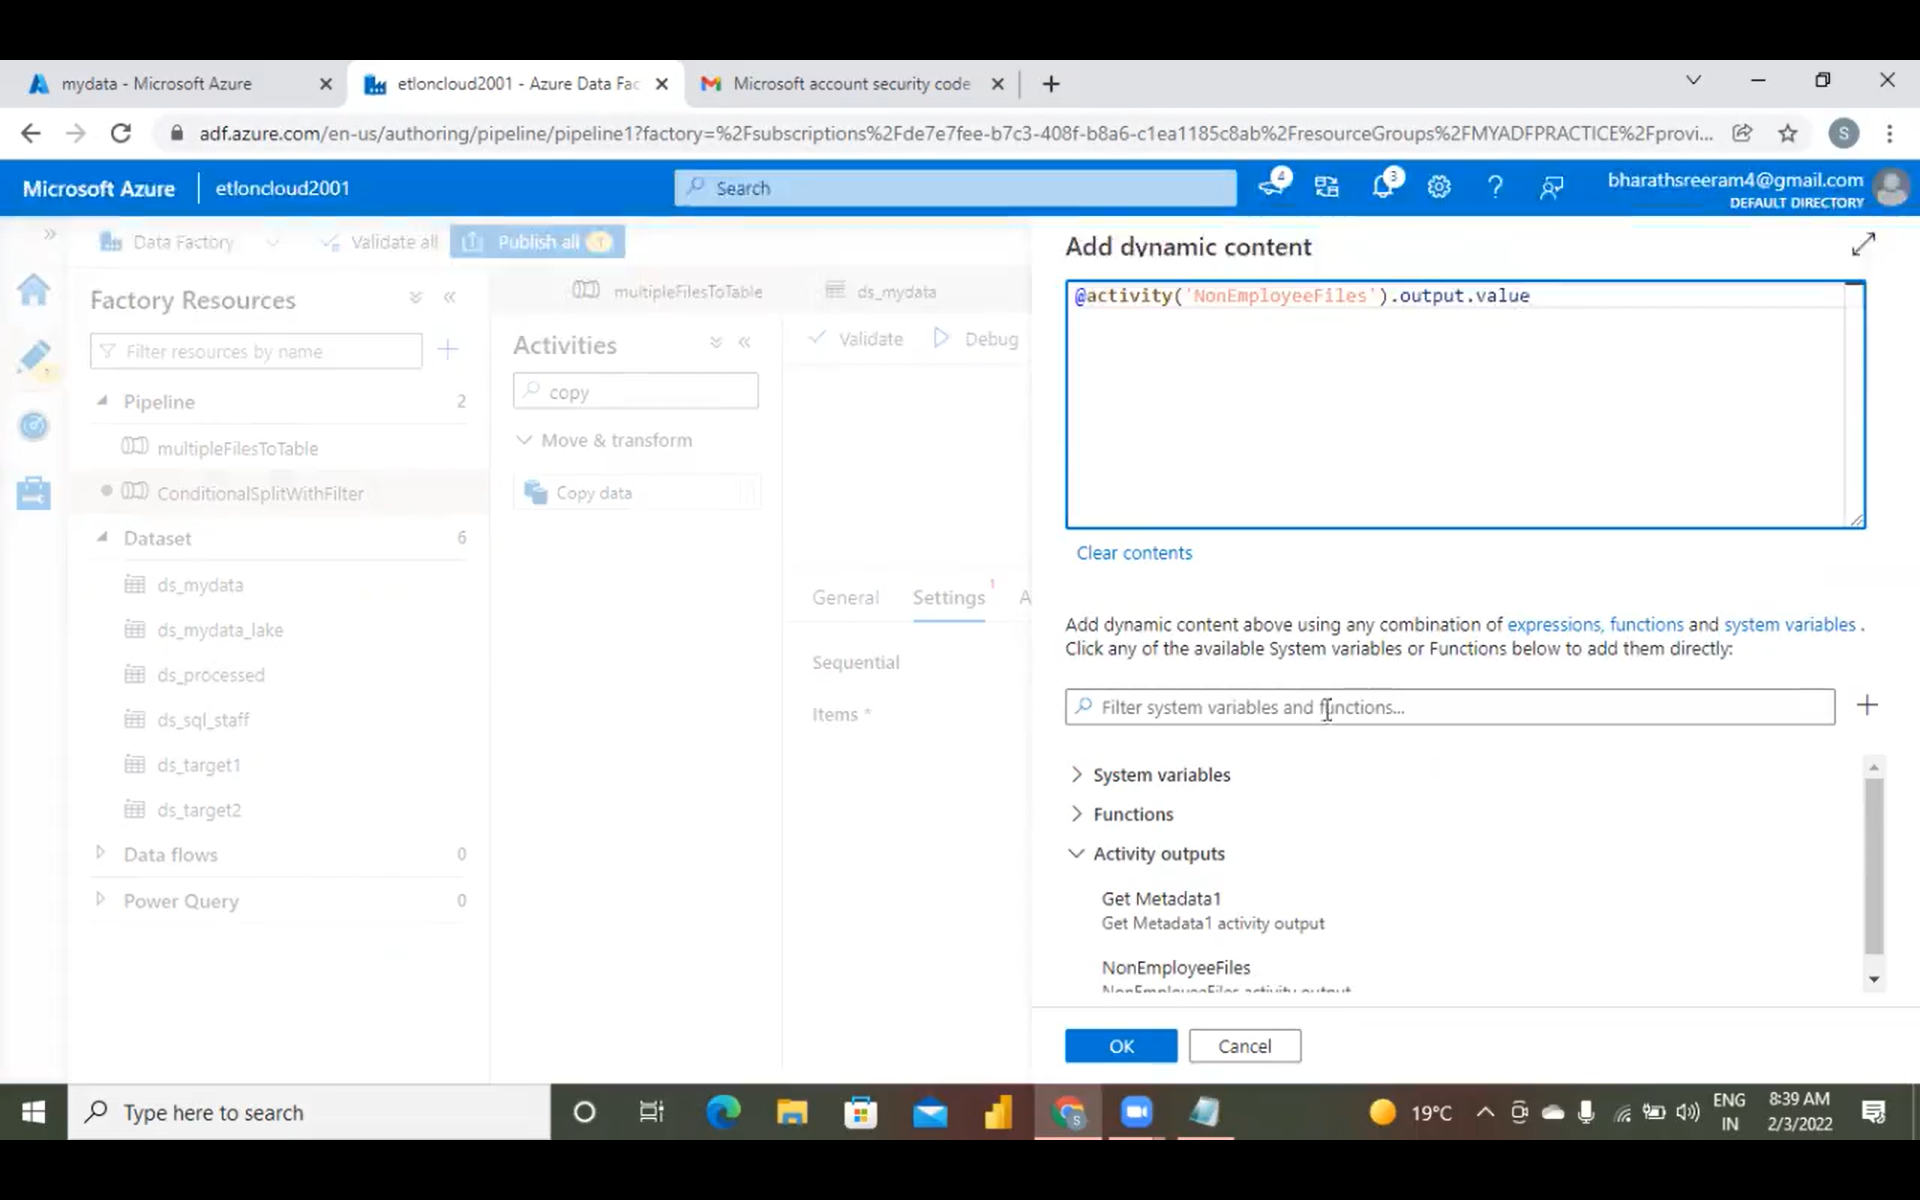 mydata - Microsoft Azure
etloncloud2001 - Azure Data Fac
Microsoft account security code
adf.azure.com/en-us/authoring/pipeline/pipeline1?factory=%2Fsubscriptions%2Fde7e7fee-b7c3-408f-b8a6-c1ea1185c8ab%2FresourceGroups%2FMYADFPRACTICE%2Fprovi...
S
Microsoft Azure
etloncloud2001
Search
4
3
bharathsreeram4@gmail.com
DEFAULT DIRECTORY
Data Factory
Validate all
Publish all 1
Factory Resources
Filter resources by name
Pipeline 2
multipleFilesToTable
ConditionalSplitWithFilter
Dataset 6
ds_mydata
ds_mydata_lake
ds_processed
ds_sql_staff
ds_target1
ds_target2
Data flows 0
Power Query 0
multipleFilesToTable
ds_mydata
Activities
copy
Move & transform
Copy data
Validate
Debug
General
Settings 1
A
Sequential
Items *
Add dynamic content
@activity('NonEmployeeFiles').output.value
Clear contents
Add dynamic content above using any combination of expressions, functions and system variables .
Click any of the available System variables or Functions below to add them directly:
Filter system variables and functions...
System variables
Functions
Activity outputs
Get Metadata1
Get Metadata1 activity output
NonEmployeeFiles
NonEmployeeFiles activity output
OK
Cancel
Type here to search
19°C
ENG
IN
8:39 AM
2/3/2022